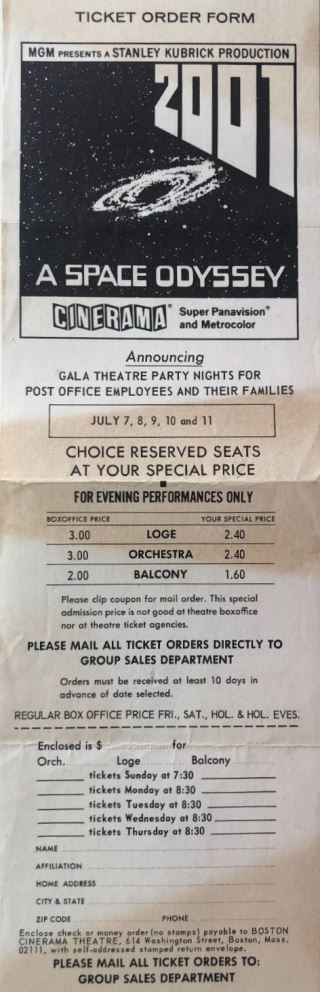 TICKET ORDER FORM
MGM PRESENTS A STANLEY KUBRICK PRODUCTION
2001
A SPACE ODYSSEY
CINERAMA® Super Panavision®
and Metrocolor
Announcing
GALA THEATRE PARTY NIGHTS FOR
POST OFFICE EMPLOYEES AND THEIR FAMILIES
JULY 7, 8, 9, 10 and 11
CHOICE RESERVED SEATS
AT YOUR SPECIAL PRICE
FOR EVENING PERFORMANCES ONLY
BOXOFFICE PRICE YOUR SPECIAL PRICE
3.00 LOGE 2.40
3.00 ORCHESTRA 2.40
2.00 BALCONY 1.60
Please clip coupon for mail order. This special
admission price is not good at theatre boxoffice
nor at theatre ticket agencies.
PLEASE MAIL ALL TICKET ORDERS DIRECTLY TO
GROUP SALES DEPARTMENT
Orders must be received at least 10 days in
advance of date selected.
REGULAR BOX OFFICE PRICE FRI., SAT., HOL. & HOL. EVES.
Enclosed is $ for
Orch. Loge Balcony
tickets Sunday at 7:30
tickets Monday at 8:30
tickets Tuesday at 8:30
tickets Wednesday at 8:30
tickets Thursday at 8:30
NAME
AFFILIATION
HOME ADDRESS
CITY & STATE
ZIP CODE PHONE
Enclose check or money order (no stamps) payable to BOSTON
CINERAMA THEATRE, 614 Washington Street, Boston, Mass.
02111, with self-addressed stamped return envelope.
PLEASE MAIL ALL TICKET ORDERS TO:
GROUP SALES DEPARTMENT